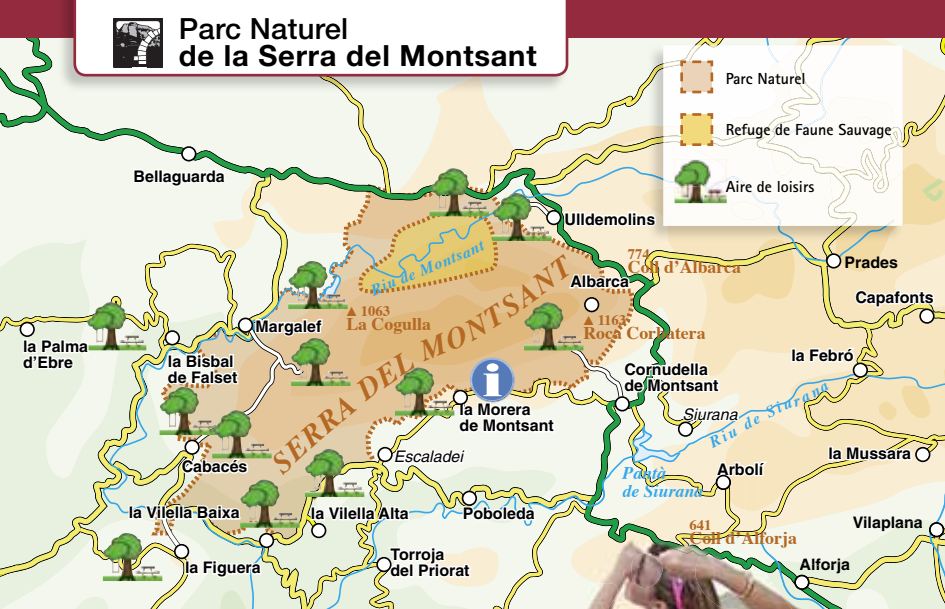 Parc Naturel
de la Serra del Montsant
Parc Naturel
Refuge de Faune Sauvage
Aire de loisirs
Bellaguarda
Ulldemolins
Riu de Montsant
774
Coll d'Albarca
Prades
Albarca
Capafonts
1063
La Cogulla
1163
Roca Corbatera
Margalef
la Palma
d'Ebre
la Bisbal
de Falset
SERRA DEL MONTSANT
i
la Febró
Cornudella
de Montsant
la Morera
de Montsant
Siurana
Riu de Siurana
Cabacés
Escaladei
Pantà
de Siurana
Arbolí
la Mussara
la Vilella Baixa
la Vilella Alta
Poboleda
641
Coll d'Alforja
Vilaplana
la Figuera
Torroja
del Priorat
Alforja